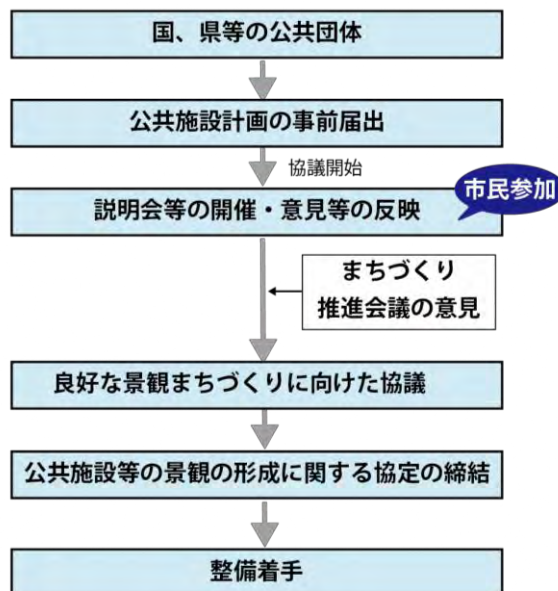 国、県等の公共団体
公共施設計画の事前届出
協議開始
市民参加
説明会等の開催・意見等の反映
まちづくり
推進会議の意見
良好な景観まちづくりに向けた協議
公共施設等の景観の形成に関する協定の締結
整備着手